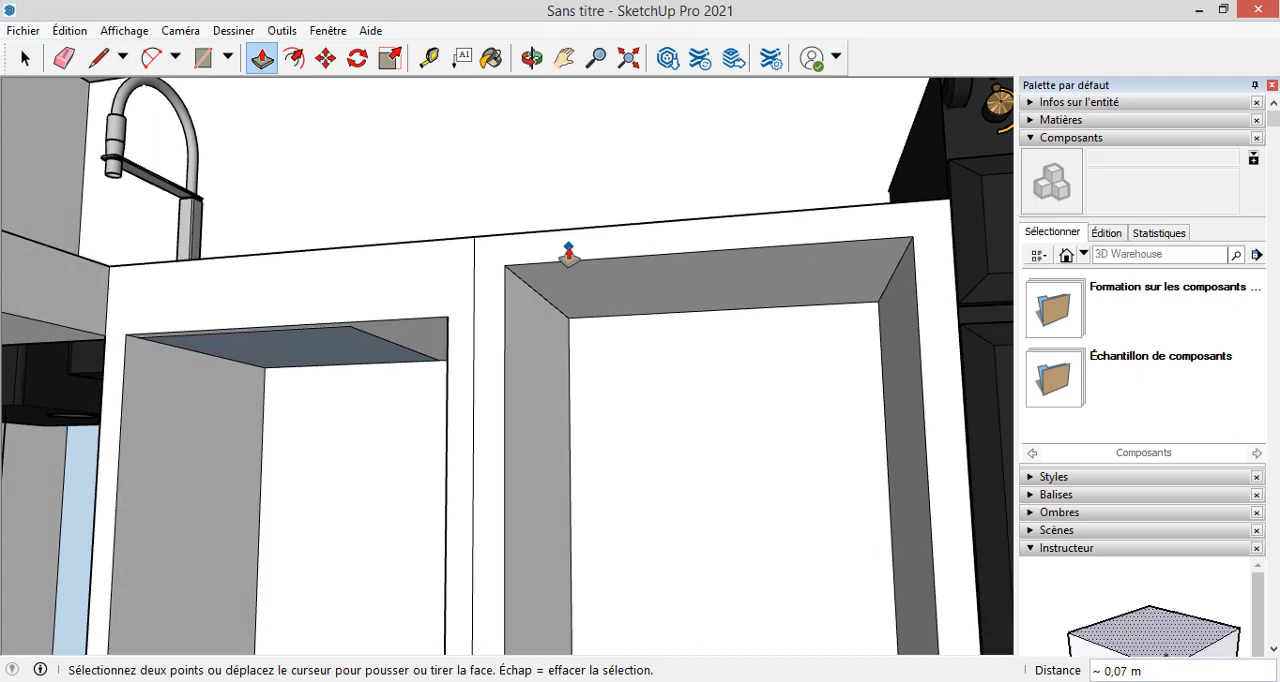 Sans titre - SketchUp Pro 2021
Fichier Édition Affichage Caméra Dessiner Outils Fenêtre Aide
A1
Palette par défaut
Infos sur l'entité
Matières
Composants
Sélectionner Édition Statistiques
3D Warehouse
Formation sur les composants ...
Échantillon de composants
Composants
Styles
Balises
Ombres
Scènes
Instructeur
Sélectionnez deux points ou déplacez le curseur pour pousser ou tirer la face. Échap = effacer la sélection.
Distance ~ 0,07 m